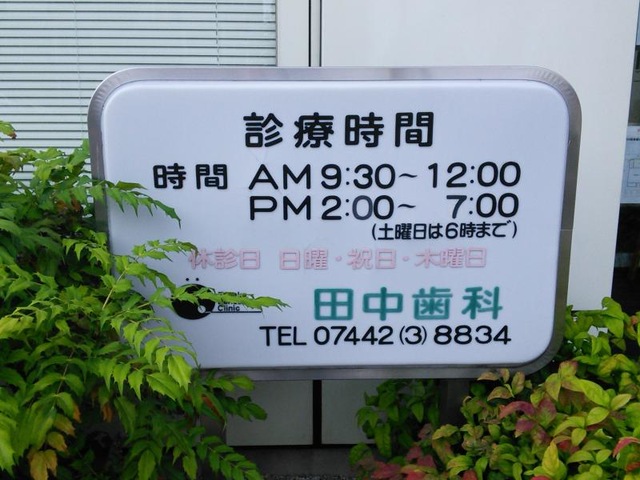 診療時間
時間 AM 9:30~12:00
PM 2:00~ 7:00
(土曜日は6時まで)
休診日 日曜・祝日・木曜日
Clinic
田中歯科
TEL 07442(3)8834